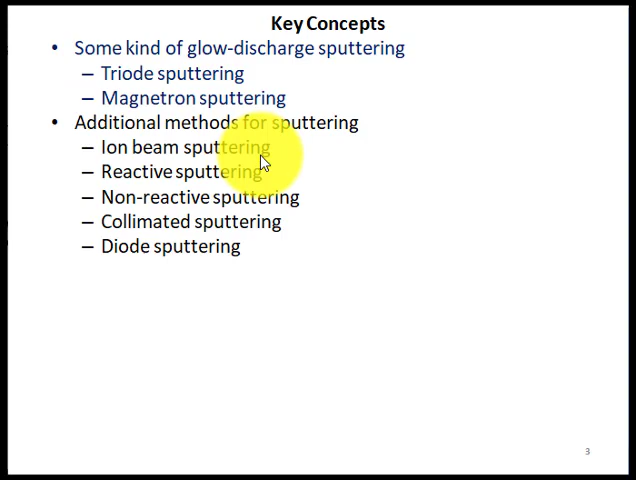 Key Concepts
• Some kind of glow-discharge sputtering
– Triode sputtering
– Magnetron sputtering
• Additional methods for sputtering
– Ion beam sputtering
– Reactive sputtering
– Non-reactive sputtering
– Collimated sputtering
– Diode sputtering
3